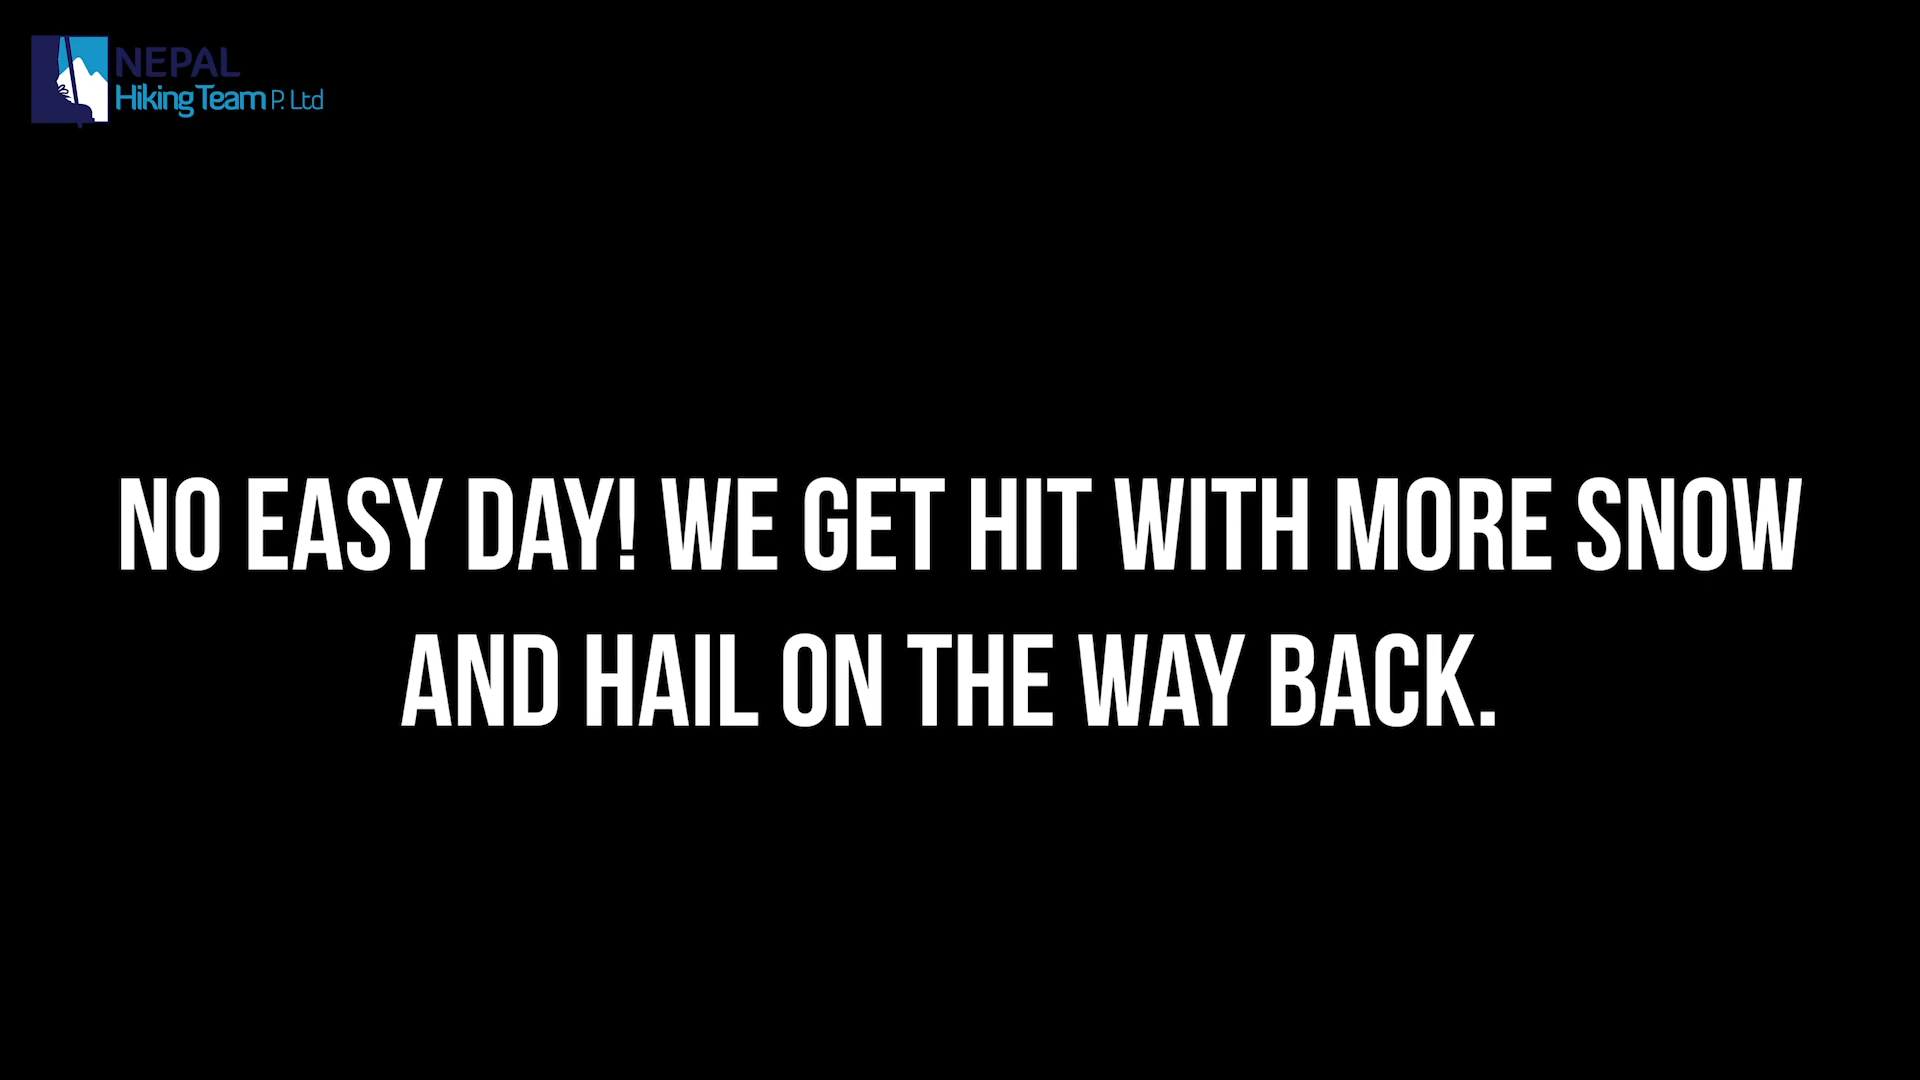 NEPAL
Hiking Team P. Ltd
NO EASY DAY! WE GET HIT WITH MORE SNOW
AND HAIL ON THE WAY BACK.